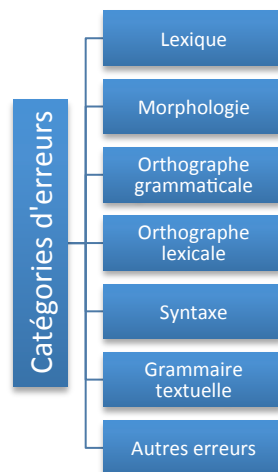 Catégories d'erreurs
Lexique
Morphologie
Orthographe
grammaticale
Orthographe
lexicale
Syntaxe
Grammaire
textuelle
Autres erreurs